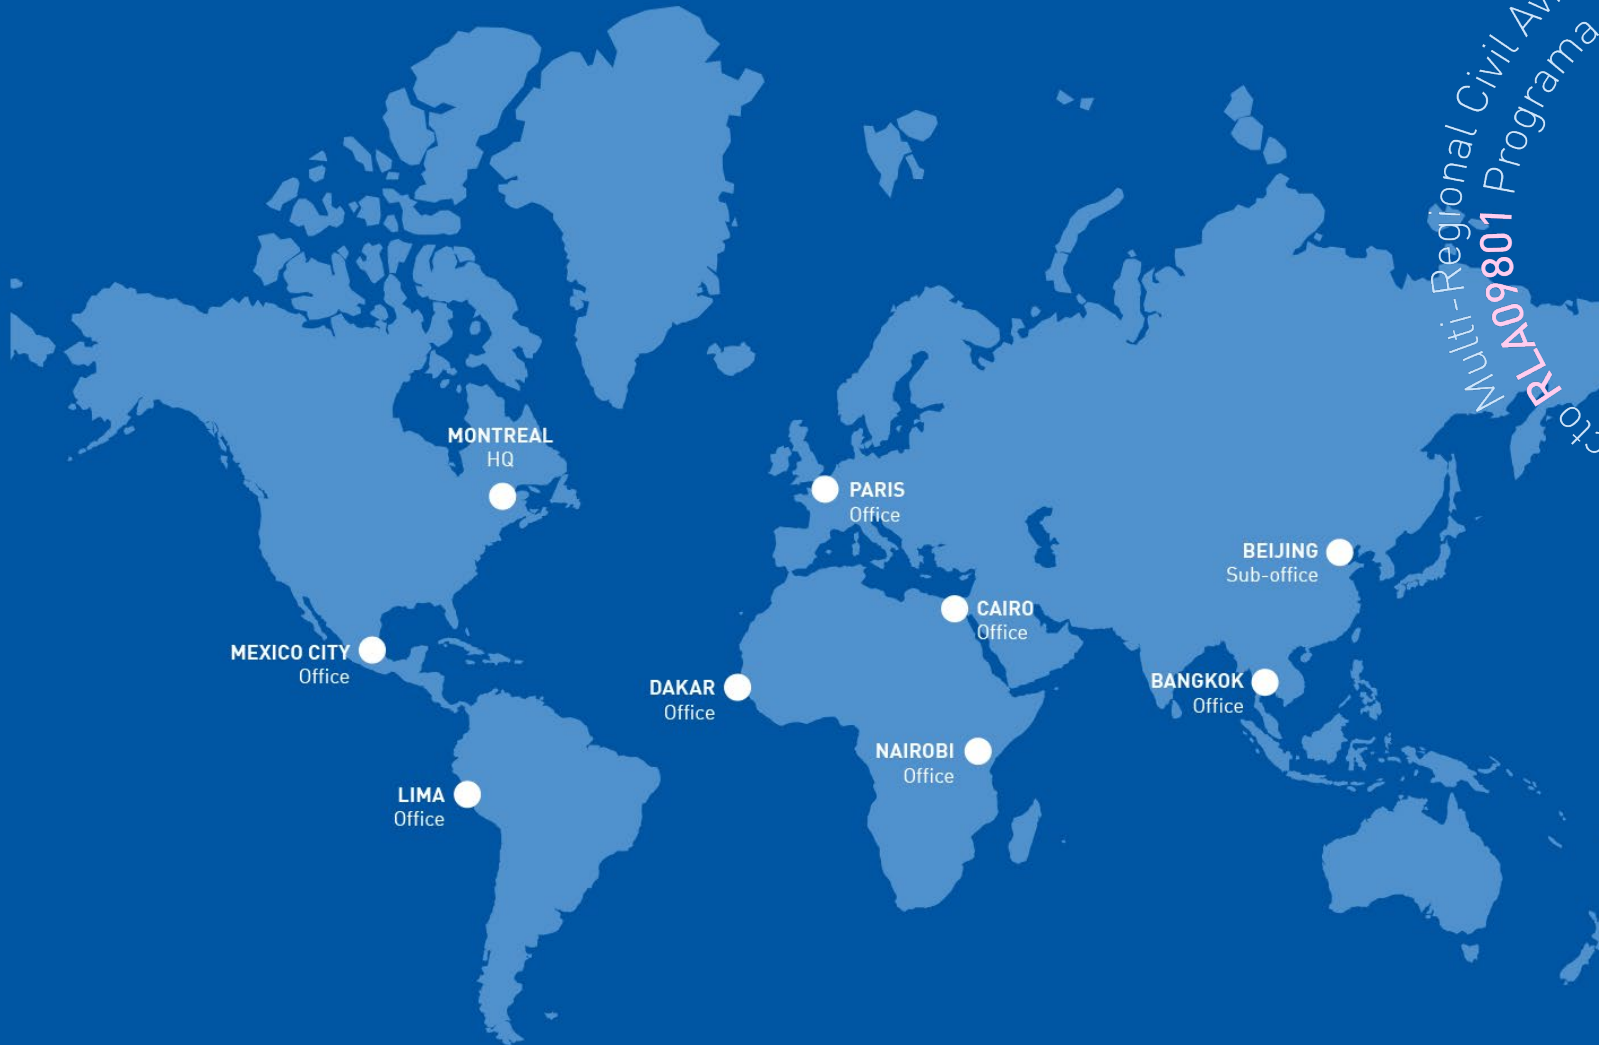 Multi-Regional Civil
RLA09801 Programa
cto
MONTREAL
HQ
PARIS
Office
BEIJING
Sub-office
CAIRO
Office
MEXICO CITY
Office
DAKAR
Office
BANGKOK
Office
NAIROBI
Office
LIMA
Office